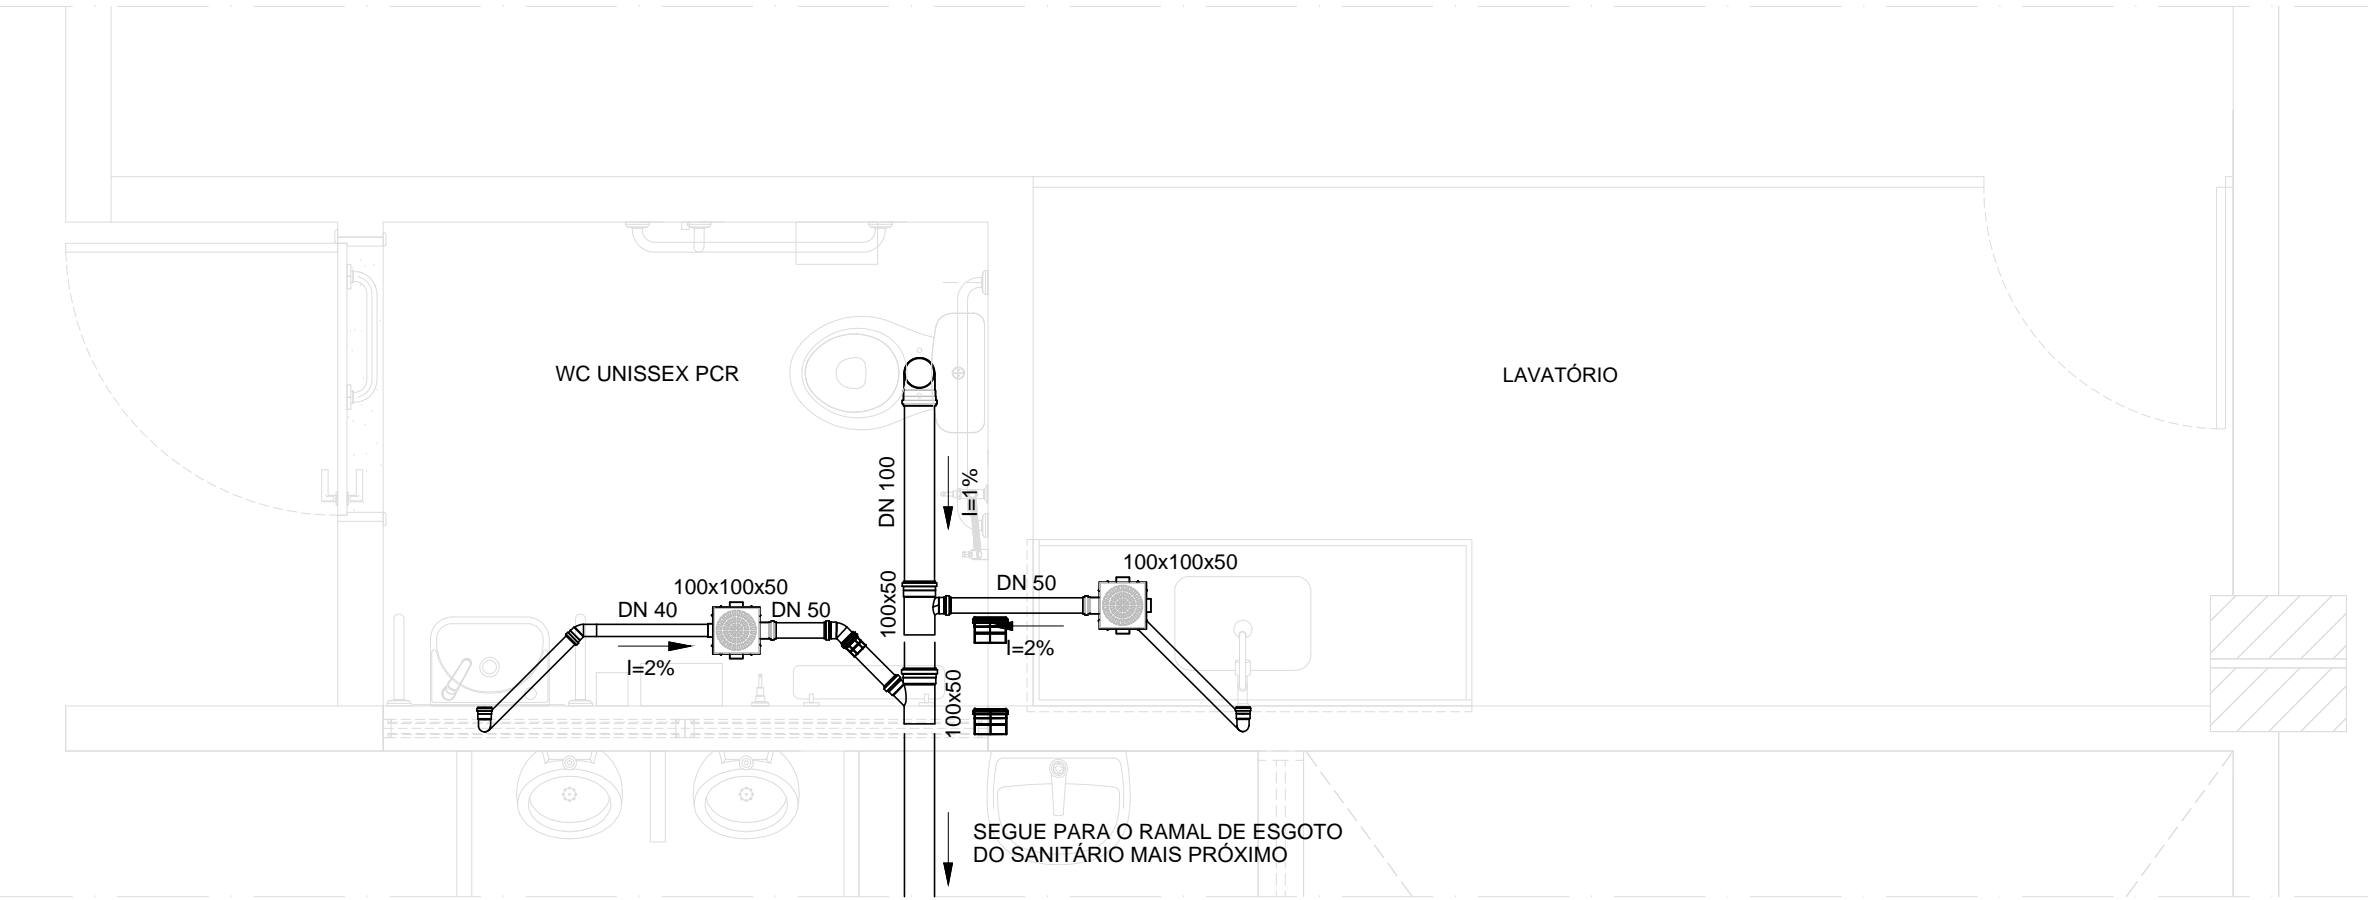 WC UNISSEX PCR
LAVATÓRIO
DN 100
I=1%
100x100x50
100x100x50
DN 40
DN 50
100x50
DN 50
I=2%
I=2%
100x50
SEGUE PARA O RAMAL DE ESGOTO
DO SANITÁRIO MAIS PRÓXIMO